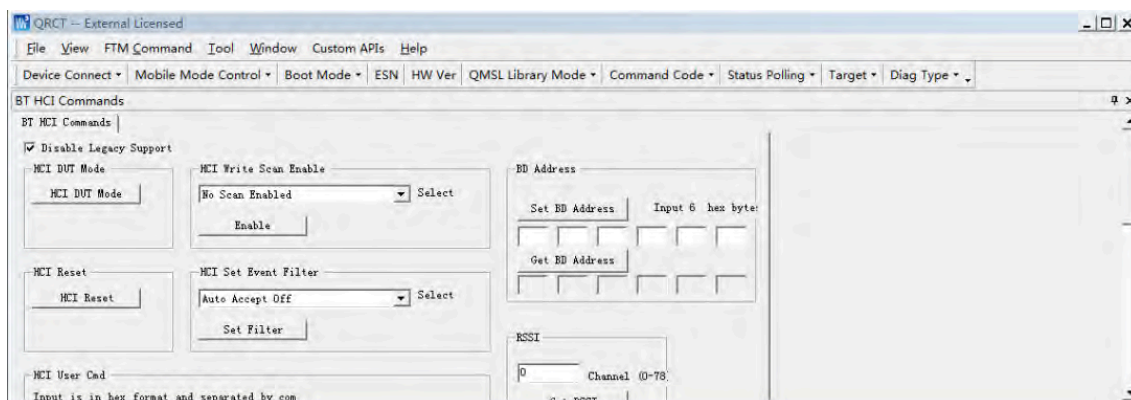 QRCT -- External Licensed
File View FTM Command Tool Window Custom APIs Help
Device Connect Mobile Mode Control Boot Mode ESN HW Ver QMSL Library Mode Command Code Status Polling Target Diag Type
BT HCI Commands
BT HCI Commands
Disable Legacy Support
HCI DUT Mode
HCI DUT Mode
HCI Write Scan Enable
No Scan Enabled Select
Enable
BD Address
Set BD Address Input 6 hex byte
Get BD Address
HCI Reset
HCI Reset
HCI Set Event Filter
Auto Accept Off Select
Set Filter
RSSI
0 Channel (0-78
HCI User Cmd
Input is in hex format and separated by com